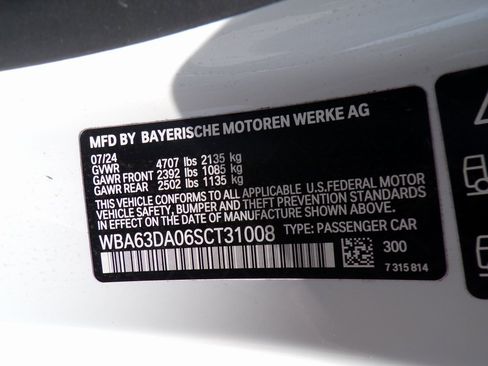 MFD BY BAYERISCHE MOTOREN WERKE AG
07/24
GVWR 4707 lbs 2135 kg
GAWR FRONT 2392 lbs 1085 kg
GAWR REAR 2502 lbs 1135 kg
THIS VEHICLE CONFORMS TO ALL APPLICABLE U.S.FEDERAL MOTOR
VEHICLE SAFETY, BUMPER, AND THEFT PREVENTION STANDARDS
IN EFFECT ON THE DATE OF MANUFACTURE SHOWN ABOVE.
WBA63DA06SCT31008 TYPE: PASSENGER CAR
300
7 315 814